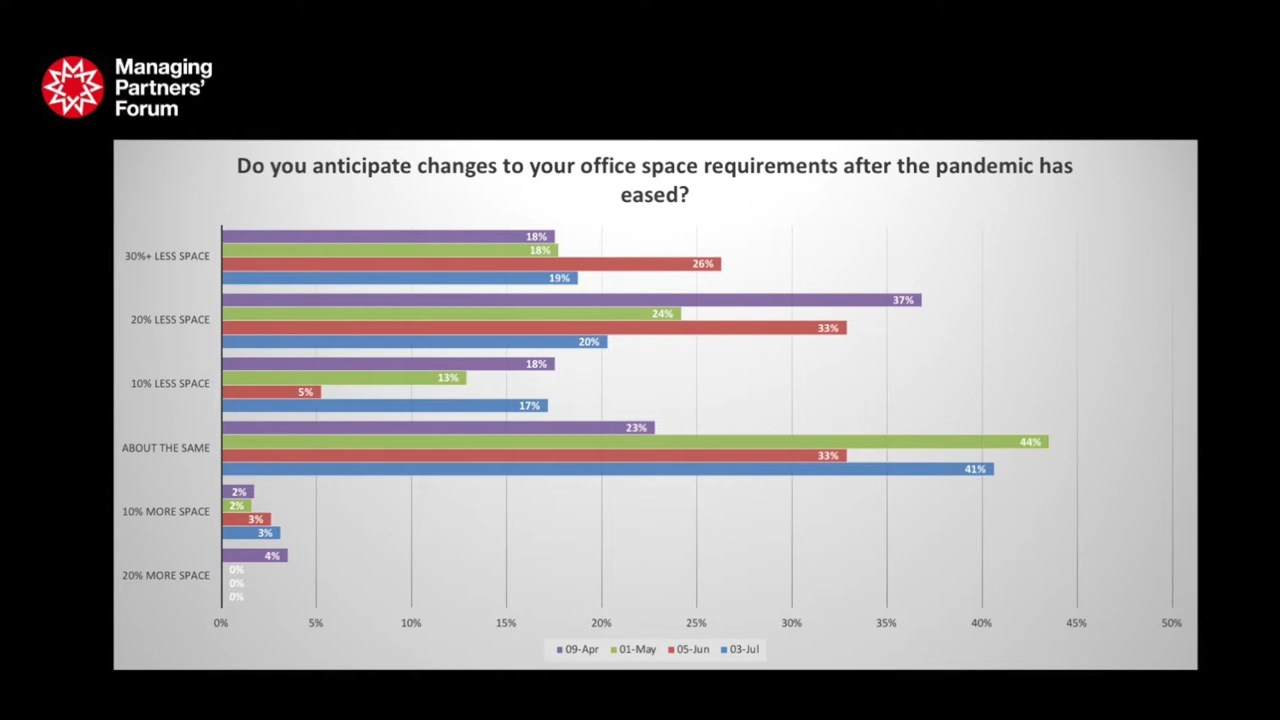 Managing
Partners'
Forum
Do you anticipate changes to your office space requirements after the pandemic has
eased?
30%+ LESS SPACE
18%
18%
26%
19%
20% LESS SPACE
37%
24%
33%
20%
10% LESS SPACE
18%
13%
5%
17%
ABOUT THE SAME
23%
44%
33%
41%
10% MORE SPACE
2%
2%
3%
3%
20% MORE SPACE
4%
0%
0%
0%
0% 5% 10% 15% 20% 25% 30% 35% 40% 45% 50%
09-Apr 01-May 05-Jun 03-Jul